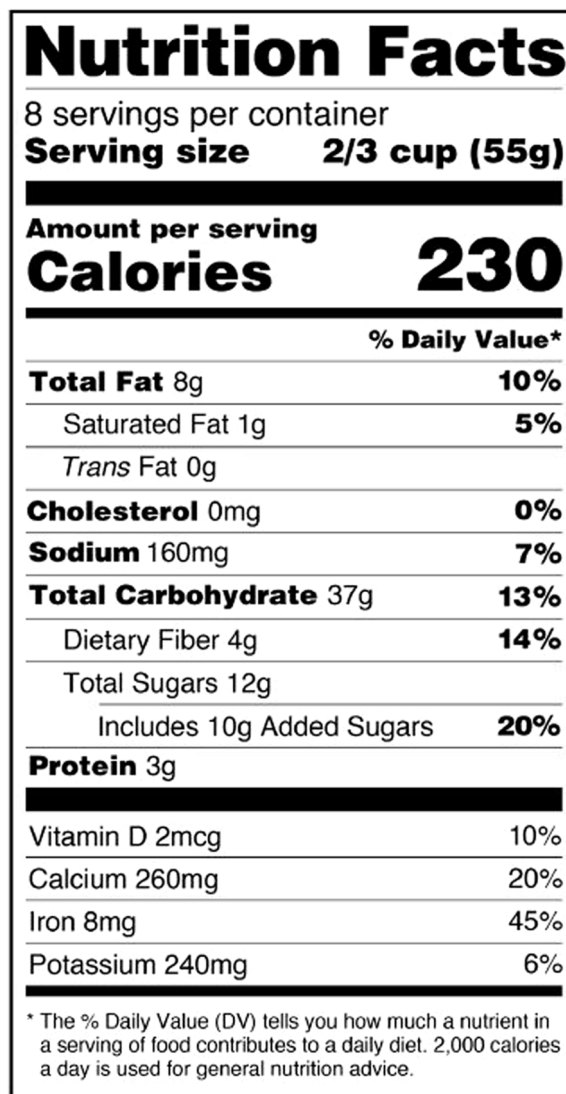 Nutrition Facts
8 servings per container
Serving size 2/3 cup (55g)
Amount per serving
Calories 230
% Daily Value*
Total Fat 8g 10%
Saturated Fat 1g 5%
Trans Fat 0g
Cholesterol 0mg 0%
Sodium 160mg 7%
Total Carbohydrate 37g 13%
Dietary Fiber 4g 14%
Total Sugars 12g
Includes 10g Added Sugars 20%
Protein 3g
Vitamin D 2mcg 10%
Calcium 260mg 20%
Iron 8mg 45%
Potassium 240mg 6%
* The % Daily Value (DV) tells you how much a nutrient in
a serving of food contributes to a daily diet. 2,000 calories
a day is used for general nutrition advice.